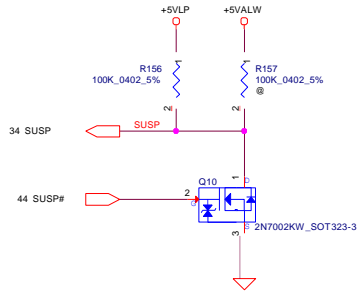 +5VLP
+5VALW
R156
100K_0402_5%
R157
100K_0402_5%
@
1
1
2
2
34 SUSP
SUSP
1
D
Q10
44 SUSP#
2
G
S
2N7002KW_SOT323-3
3